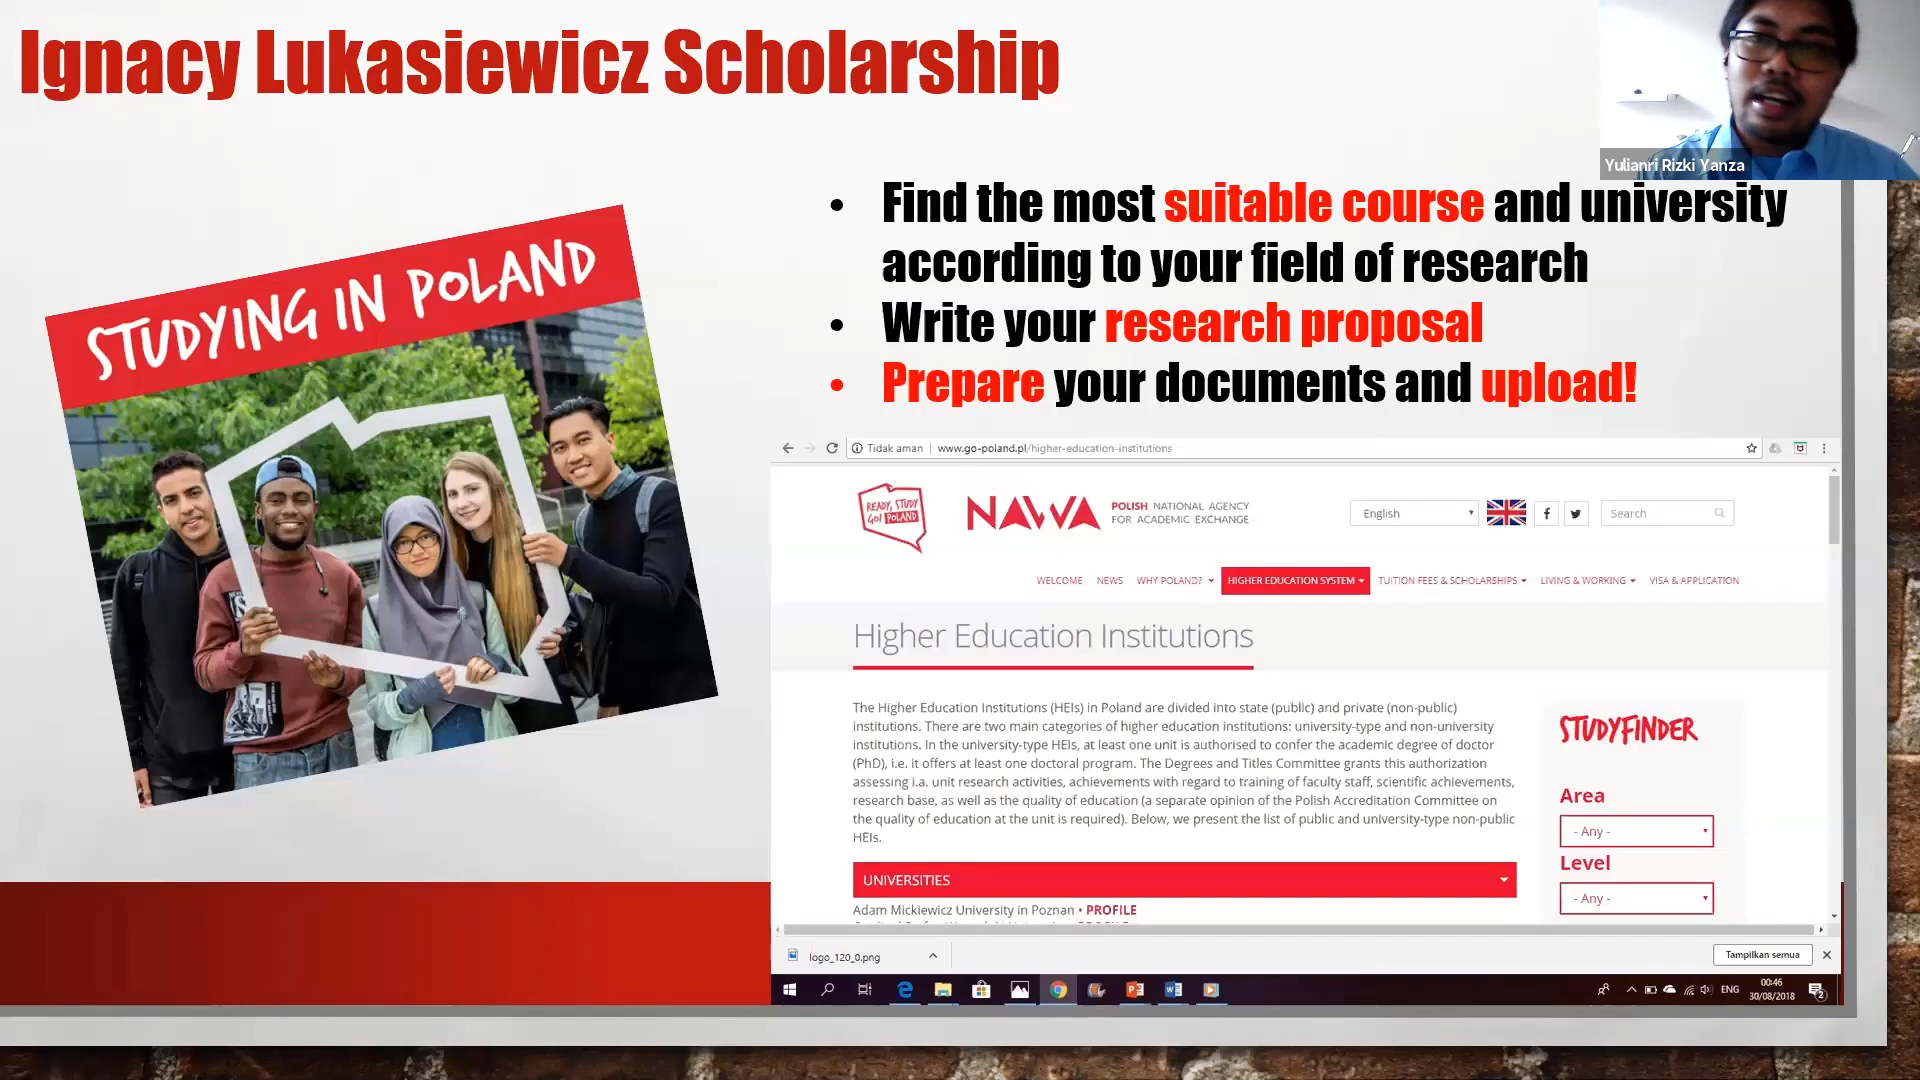 Ignacy Lukasiewicz Scholarship
Yulianri Rizki Yanza
STUDYING IN POLAND
• Find the most suitable course and university
according to your field of research
• Write your research proposal
• Prepare your documents and upload!
Tidak aman | www.go-poland.pl/higher-education-institutions
READY, STUDY
GO! POLAND
NAWA
POLISH NATIONAL AGENCY
FOR ACADEMIC EXCHANGE
English
Search
WELCOME NEWS WHY POLAND? HIGHER EDUCATION SYSTEM TUITION FEES & SCHOLARSHIPS LIVING & WORKING VISA & APPLICATION
Higher Education Institutions
The Higher Education Institutions (HEIs) in Poland are divided into state (public) and private (non-public)
institutions. There are two main categories of higher education institutions: university-type and non-university
institutions. In the university-type HEIs, at least one unit is authorised to confer the academic degree of doctor
(PhD), i.e. it offers at least one doctoral program. The Degrees and Titles Committee grants this authorization
assessing i.a. unit research activities, achievements with regard to training of faculty staff, scientific achievements,
research base, as well as the quality of education (a separate opinion of the Polish Accreditation Committee on
the quality of education at the unit is required). Below, we present the list of public and university-type non-public
HEIs.
STUDYFINDER
Area
- Any -
Level
- Any -
UNIVERSITIES
Adam Mickiewicz University in Poznan • PROFILE
logo_120_0.png
Tampilkan semua
ENG
00:46
30/08/2018
2